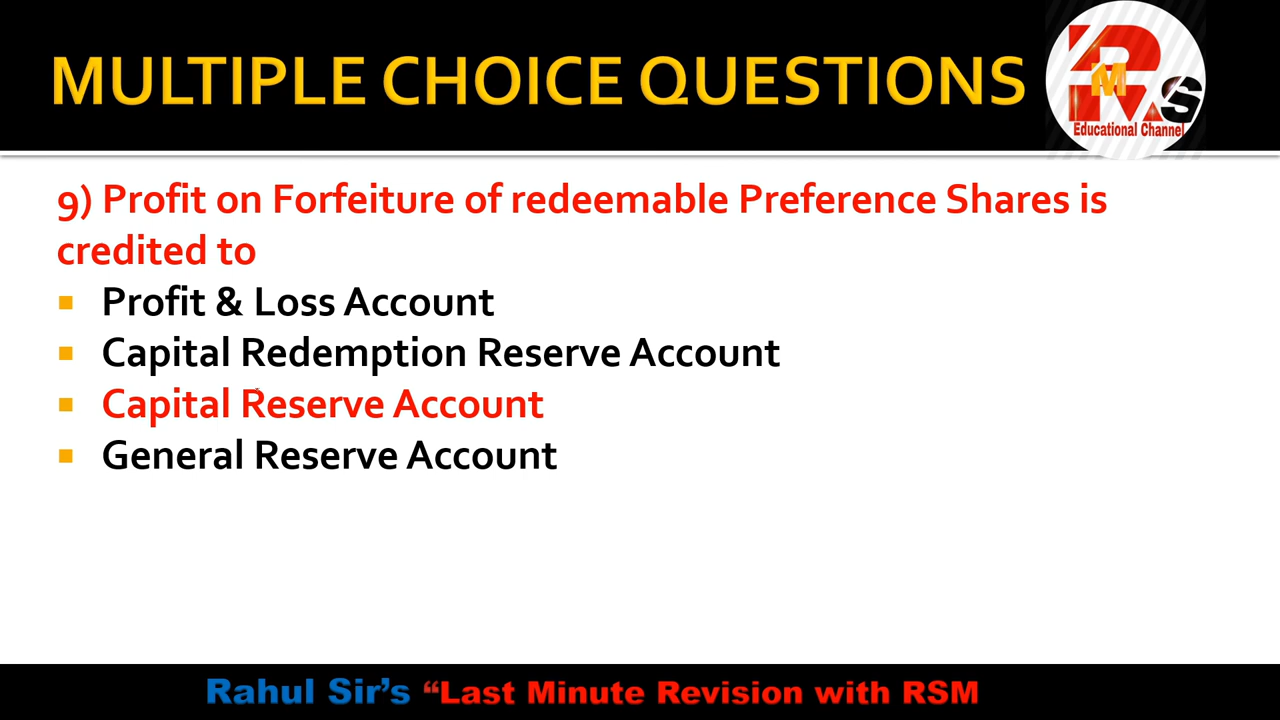 MULTIPLE CHOICE QUESTIONS
RMS
Educational Channel
9) Profit on Forfeiture of redeemable Preference Shares is
credited to
Profit & Loss Account
Capital Redemption Reserve Account
Capital Reserve Account
General Reserve Account
Rahul Sir's “Last Minute Revision with RSM